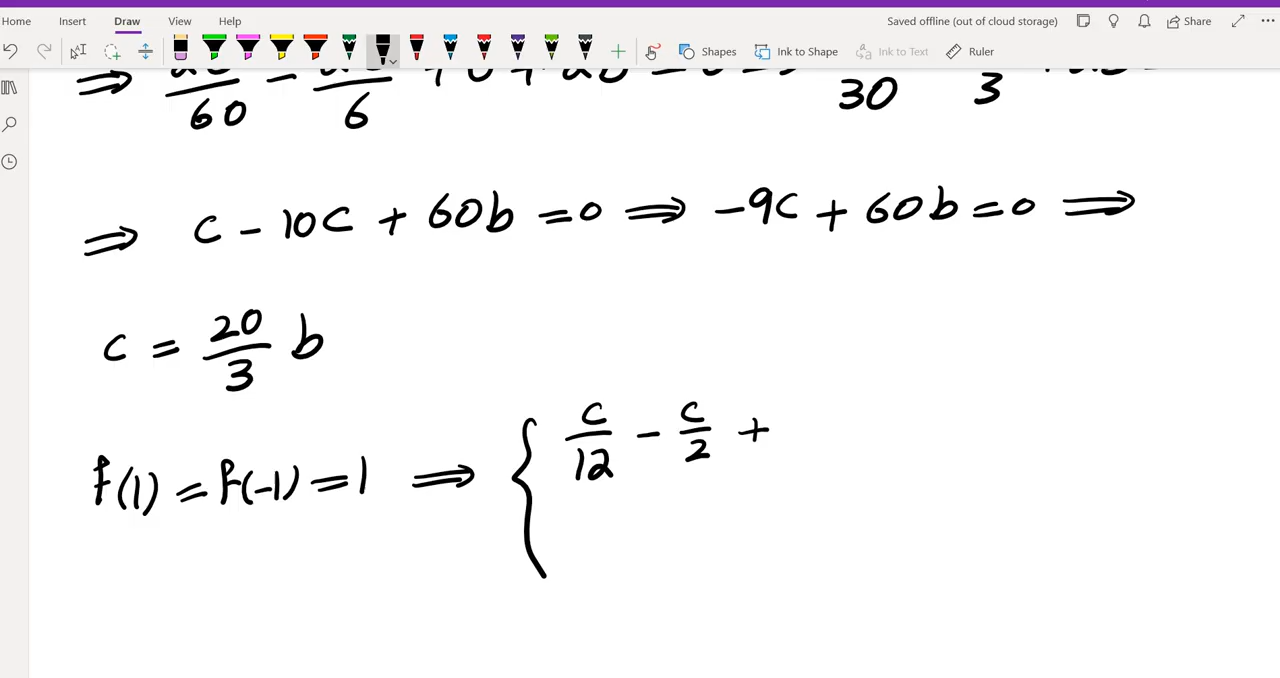 Home Insert Draw View Help Saved offline (out of cloud storage) Share
Shapes Ink to Shape Ink to Text Ruler
⇒ 60 6 30 3
⇒ c - 10c + 60b = 0 ⇒ -9c + 60b = 0 ⇒
c = 20/3 b
f(1) = f(-1) = 1 ⇒ { c/12 - c/2 +